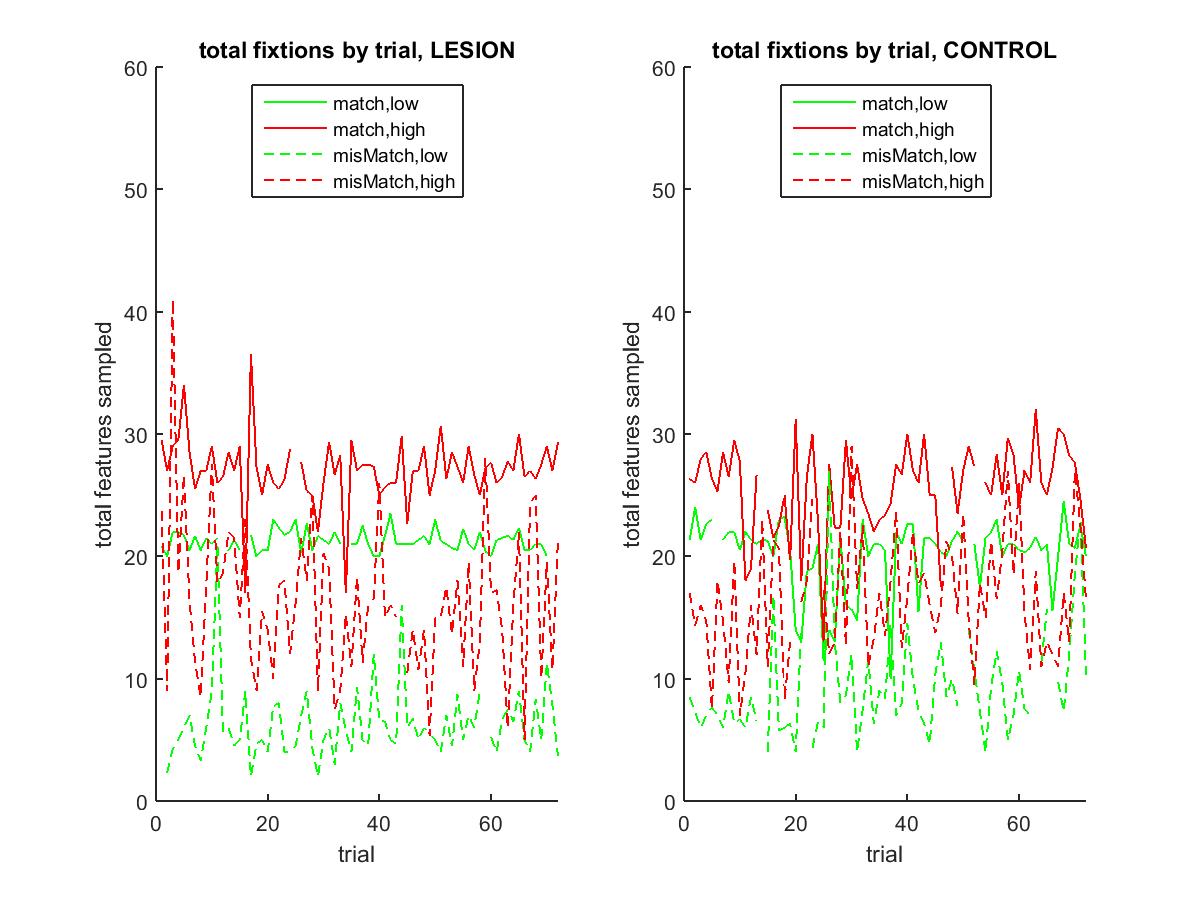 total fixtions by trial, LESION
60
50
40
30
20
10
0
total features sampled
match,low
match,high
misMatch,low
misMatch,high
0
20
40
60
trial
total fixtions by trial, CONTROL
60
50
40
30
20
10
0
total features sampled
match,low
match,high
misMatch,low
misMatch,high
0
20
40
60
trial